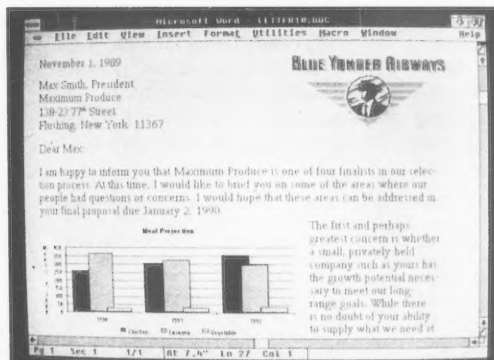 Microsoft Word - LETTER10.DOC
File Edit View Insert Format Utilities Macro Window Help
November 1, 1989
BLUE YONDER AIRWAYS
Max Smith, President
Maximum Produce
138-23 77th Street
Flushing, New York 11367
Dear Max:
I am happy to inform you that Maximum Produce is one of four finalists in our selec-
tion process. At this time, I would like to brief you on some of the areas where our
people had questions or concerns. I would hope that these areas can be addressed in
your final proposal due January 2, 1990.
Meal Projection
1990 1991 1992
Chicken Lasagna Vegetable
The first and perhaps
greatest concern is whether
a small, privately held
company such as yours has
the growth potential neces-
sary to meet our long
range goals. While there
is no doubt of your ability
to supply what we need at
Pg 1 Sec 1 1/1 At 7.4" Ln 27 Col 1